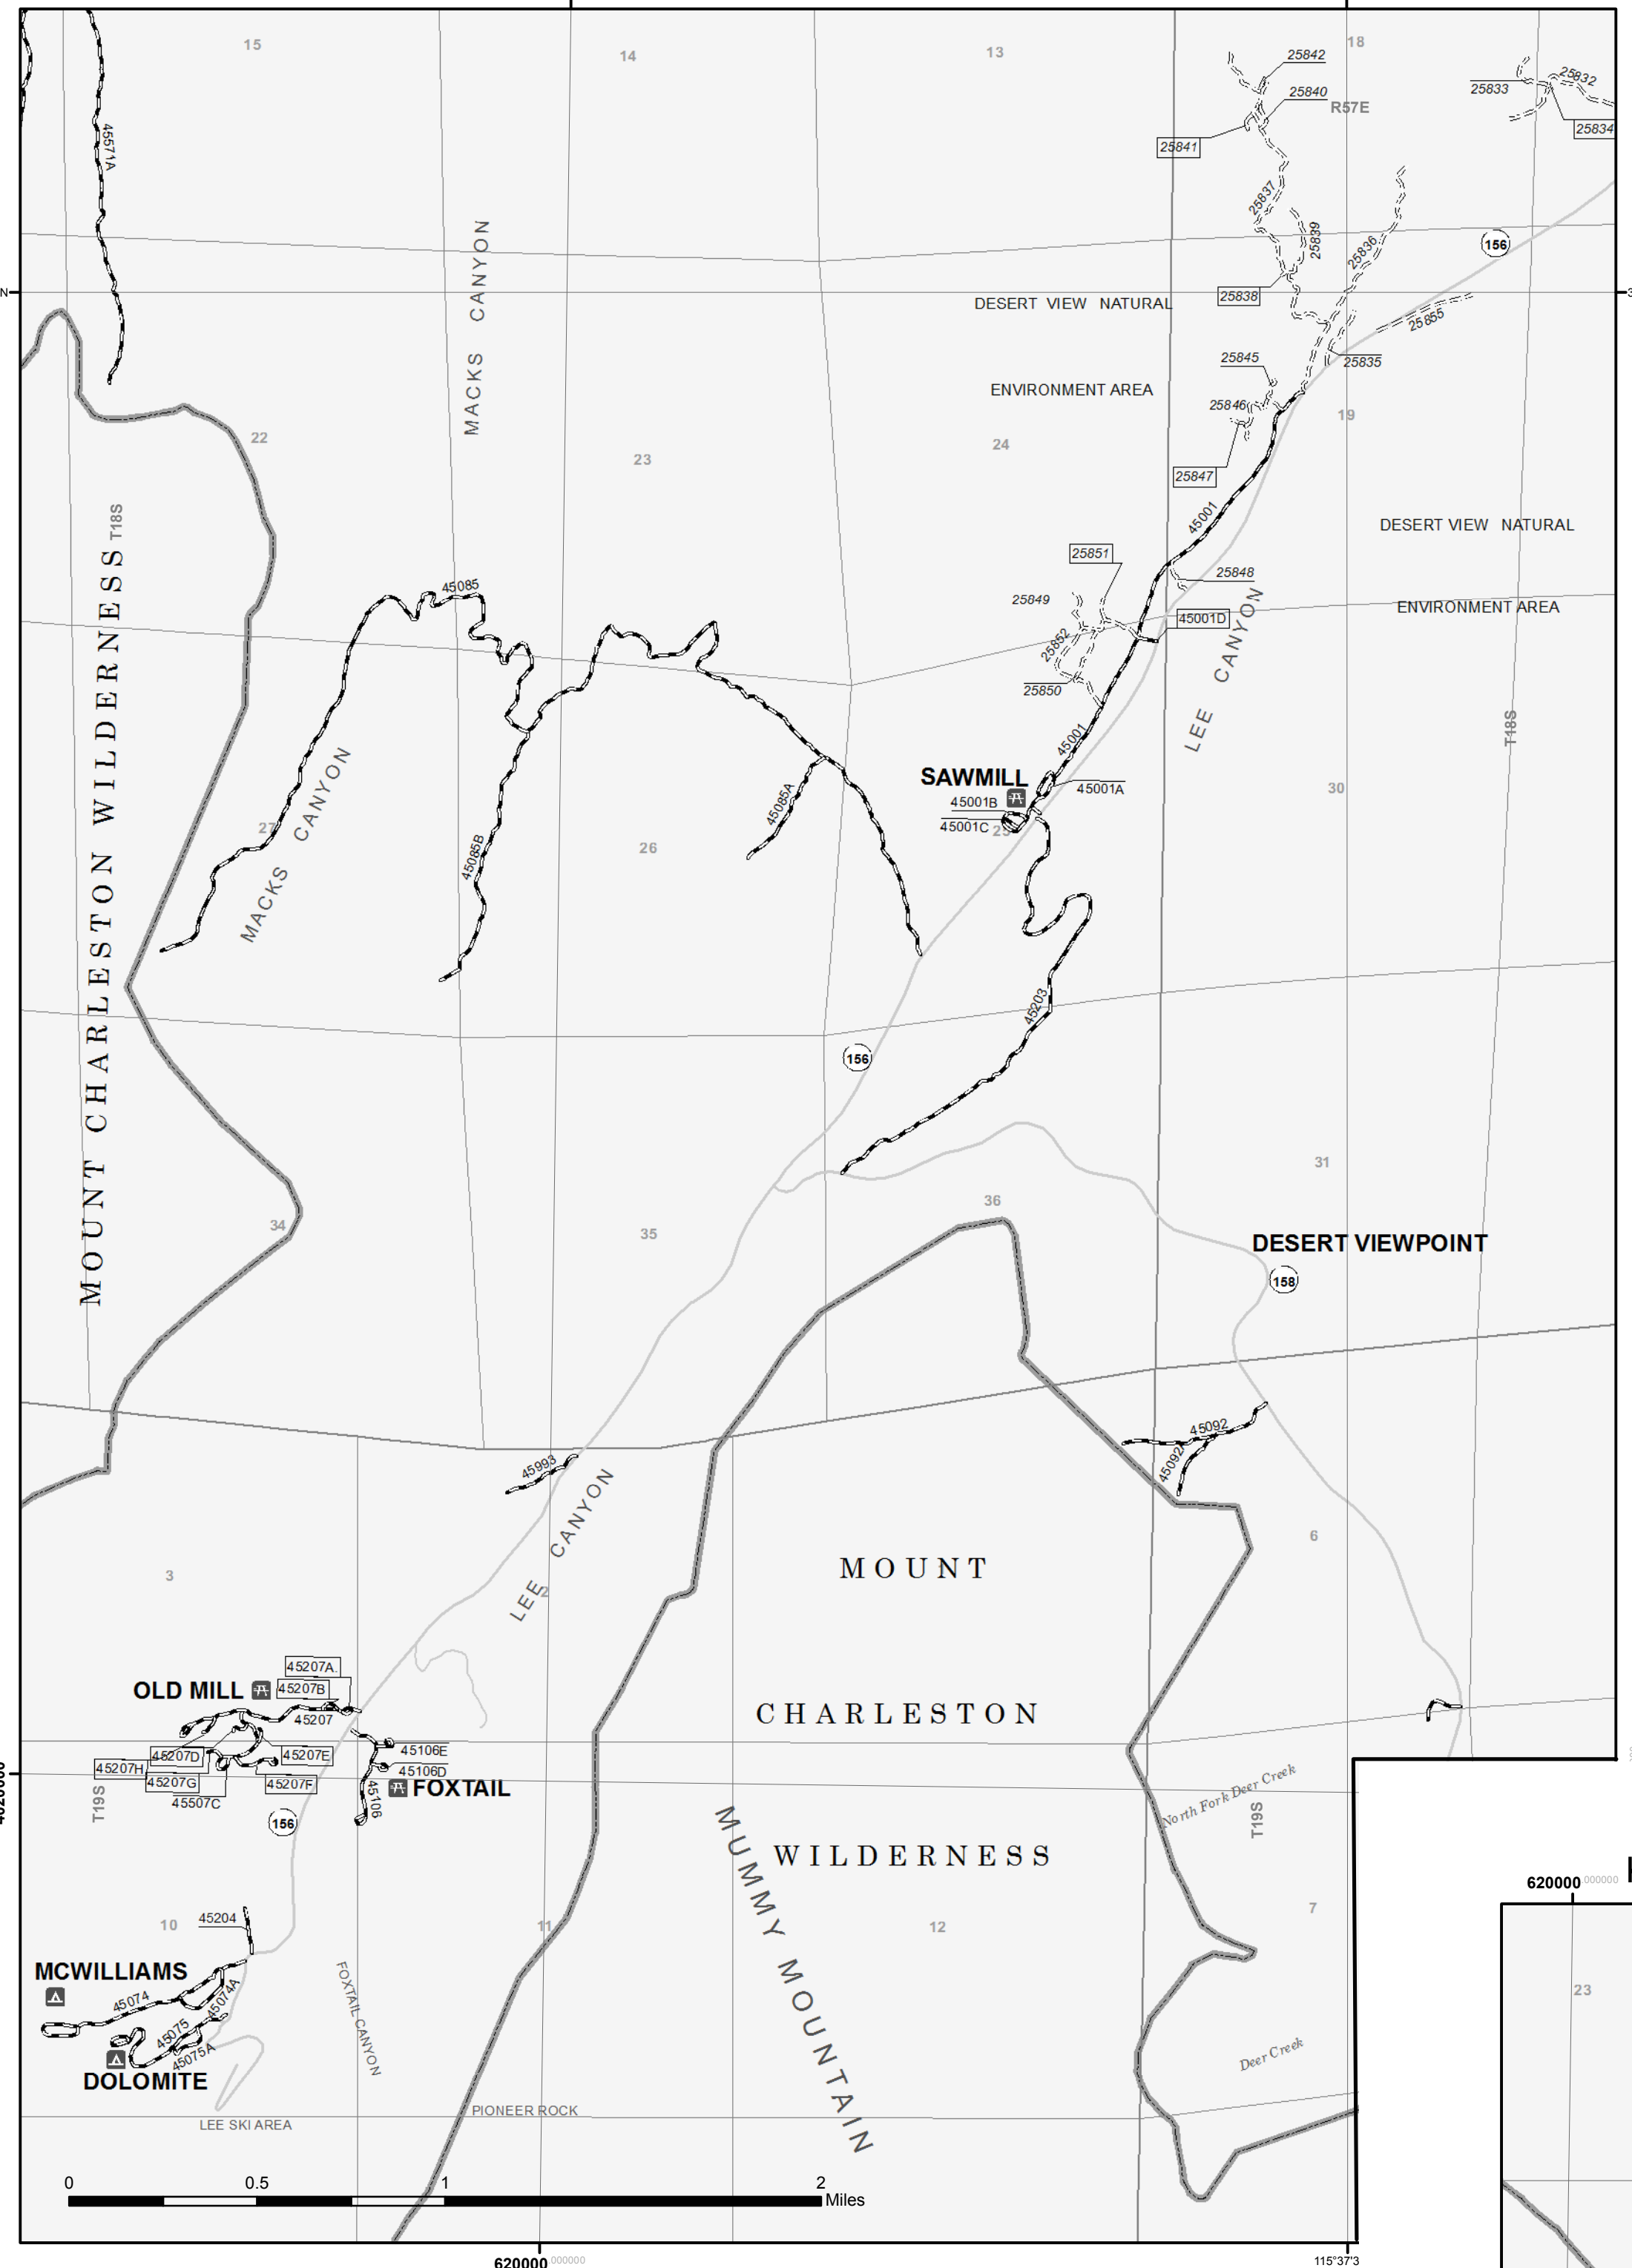 15
14
13
18
25842
25840
R57E
25841
25833
25832
25834
45571A
25837
25839
25836
156
MACKS CANYON
N
3
DESERT VIEW NATURAL
25838
25855
25845
25835
ENVIRONMENT AREA
25846
19
22
23
24
25847
T18S
45001
DESERT VIEW NATURAL
25851
25848
45085
25849
ENVIRONMENT AREA
45001D
25852
LEE CANYON
25850
MOUNT CHARLESTON WILDERNESS
T18S
45001
SAWMILL
45001A
30
45001B
45001C
25
27
MACKS CANYON
45085A
45085B
26
45203
156
31
36
34
35
DESERT VIEWPOINT
158
45092
45092
45993
LEE CANYON
6
MOUNT
3
2
45207A
OLD MILL
45207B
CHARLESTON
45207
45106E
45207D
45207E
45207H
45106D
45207G
45207F
FOXTAIL
45507C
45106
T19S
156
North Fork Deer Creek
T19S
MUMMY MOUNTAIN
WILDERNESS
620000.000000
7
10
45204
11
12
MCWILLIAMS
23
45074
45074A
FOXTAIL CANYON
45075
45075A
Deer Creek
DOLOMITE
PIONEER ROCK
LEE SKI AREA
0 0.5 1 2
Miles
620000.000000
115°37'3